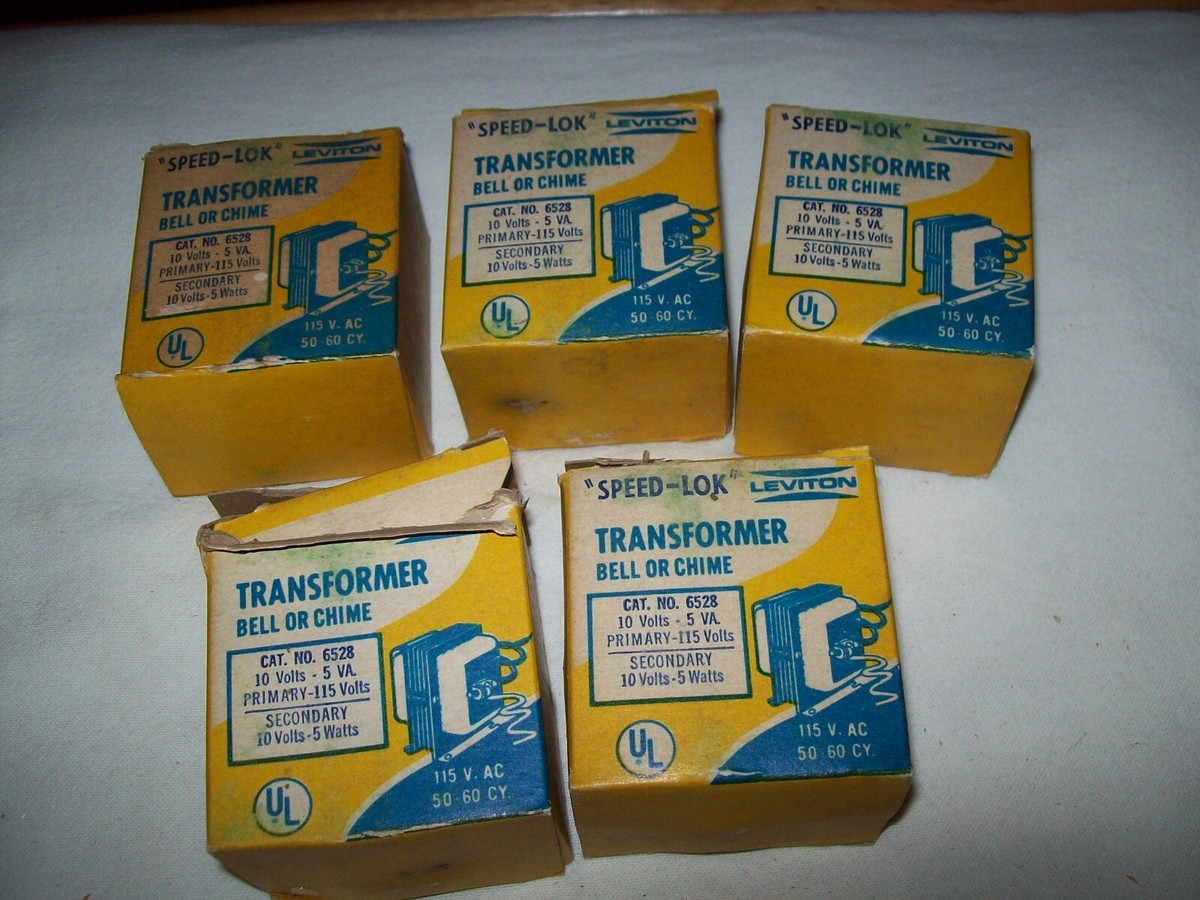 "SPEED-LOK" LEVITON
TRANSFORMER
BELL OR CHIME
CAT. NO. 6528
10 Volts - 5 VA.
PRIMARY-115 Volts
SECONDARY
10 Volts-5 Watts
UL
115 V. AC
50-60 CY.
"SPEED-LOK" LEVITON
TRANSFORMER
BELL OR CHIME
CAT. NO. 6528
10 Volts - 5 VA.
PRIMARY-115 Volts
SECONDARY
10 Volts-5 Watts
UL
115 V. AC
50-60 CY.
"SPEED-LOK" LEVITON
TRANSFORMER
BELL OR CHIME
CAT. NO. 6528
10 Volts - 5 VA.
PRIMARY-115 Volts
SECONDARY
10 Volts-5 Watts
UL
115 V. AC
50-60 CY.
TRANSFORMER
BELL OR CHIME
CAT. NO. 6528
10 Volts - 5 VA.
PRIMARY-115 Volts
SECONDARY
10 Volts-5 Watts
UL
115 V. AC
50-60 CY.
"SPEED-LOK" LEVITON
TRANSFORMER
BELL OR CHIME
CAT. NO. 6528
10 Volts - 5 VA.
PRIMARY-115 Volts
SECONDARY
10 Volts-5 Watts
UL
115 V. AC
50-60 CY.